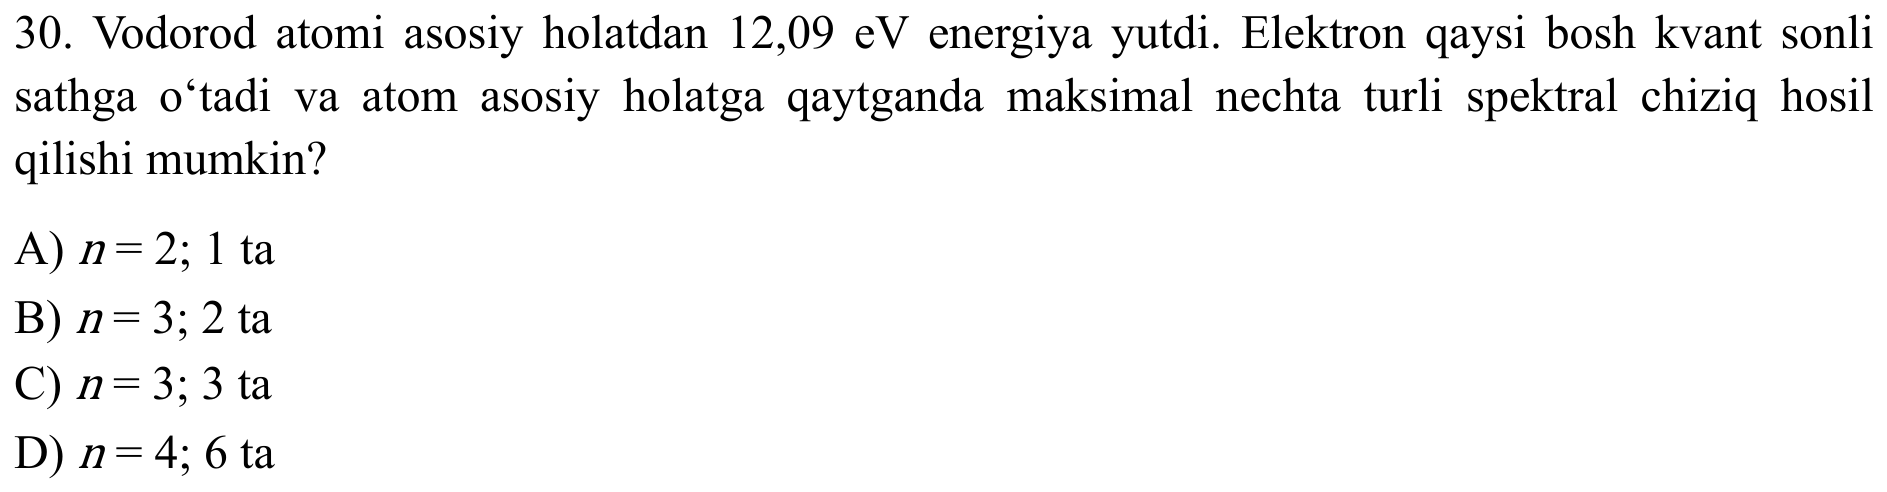 30. Vodorod atomi asosiy holatdan 12,09 eV energiya yutdi. Elektron qaysi bosh kvant sonli
sathga o‘tadi va atom asosiy holatga qaytganda maksimal nechta turli spektral chiziq hosil
qilishi mumkin?
A) n = 2; 1 ta
B) n = 3; 2 ta
C) n = 3; 3 ta
D) n = 4; 6 ta